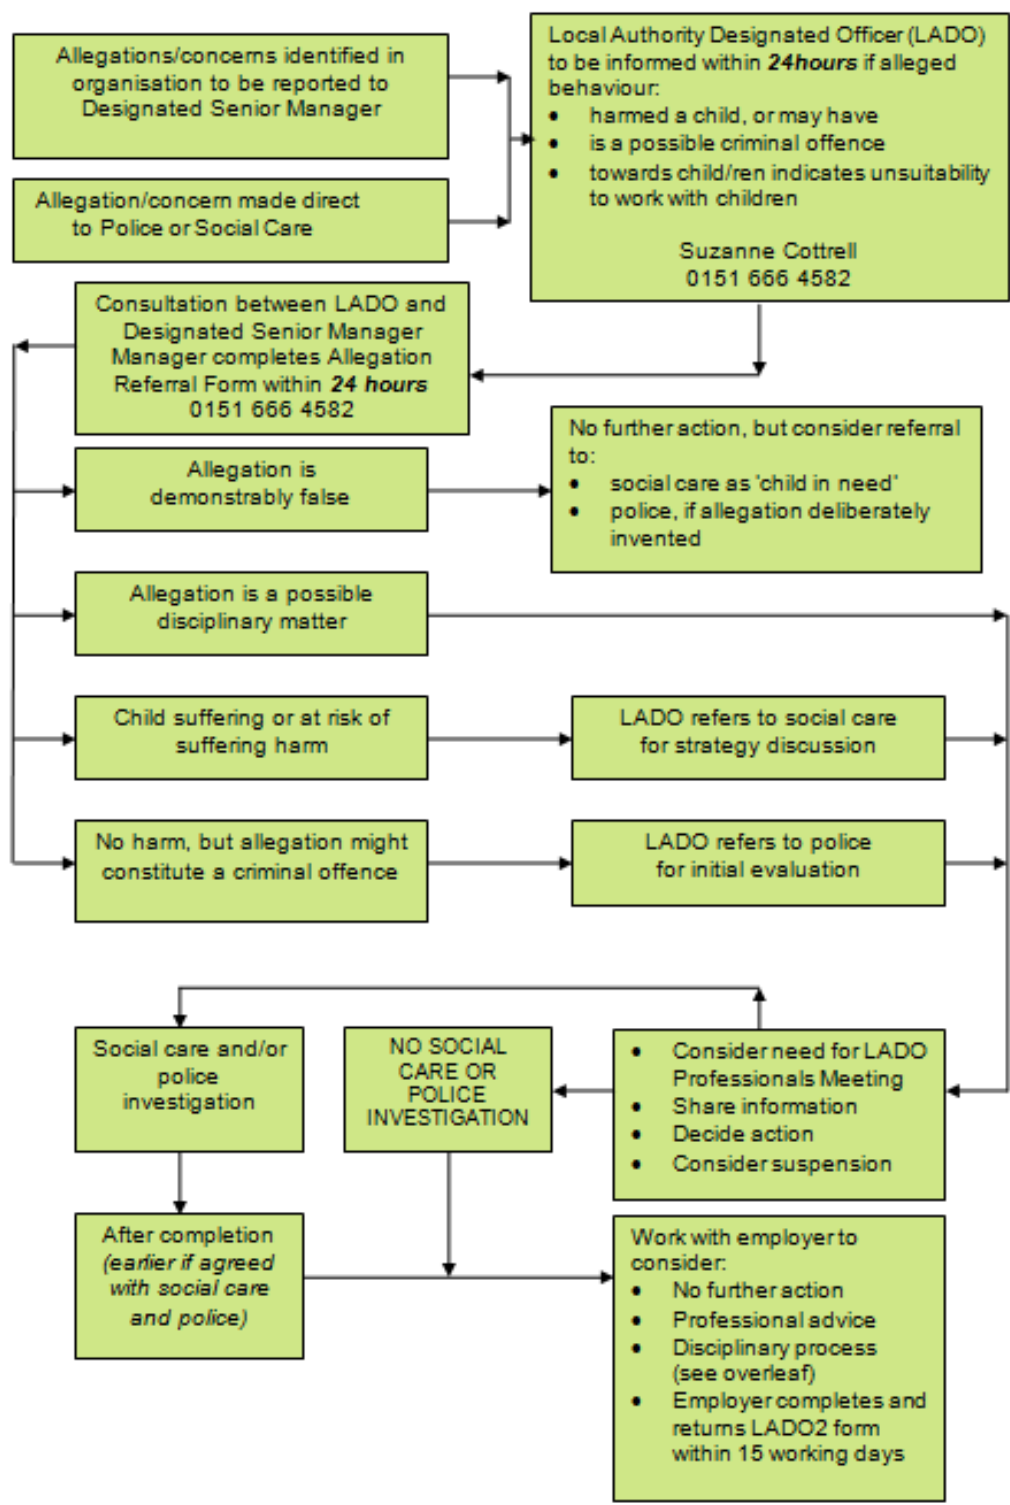 Allegations/concerns identified in
organisation to be reported to
Designated Senior Manager
Allegation/concern made direct
to Police or Social Care
Local Authority Designated Officer (LADO)
to be informed within 24hours if alleged
behaviour:
• harmed a child, or may have
• is a possible criminal offence
• towards child/ren indicates unsuitability
to work with children
Suzanne Cottrell
0151 666 4582
Consultation between LADO and
Designated Senior Manager
Manager completes Allegation
Referral Form within 24 hours
0151 666 4582
Allegation is
demonstrably false
No further action, but consider referral
to:
• social care as 'child in need'
• police, if allegation deliberately
invented
Allegation is a possible
disciplinary matter
Child suffering or at risk of
suffering harm
LADO refers to social care
for strategy discussion
No harm, but allegation might
constitute a criminal offence
LADO refers to police
for initial evaluation
Social care and/or
police
investigation
NO SOCIAL
CARE OR
POLICE
INVESTIGATION
• Consider need for LADO
Professionals Meeting
• Share information
• Decide action
• Consider suspension
After completion
(earlier if agreed
with social care
and police)
Work with employer to
consider:
• No further action
• Professional advice
• Disciplinary process
(see overleaf)
• Employer completes and
returns LADO2 form
within 15 working days